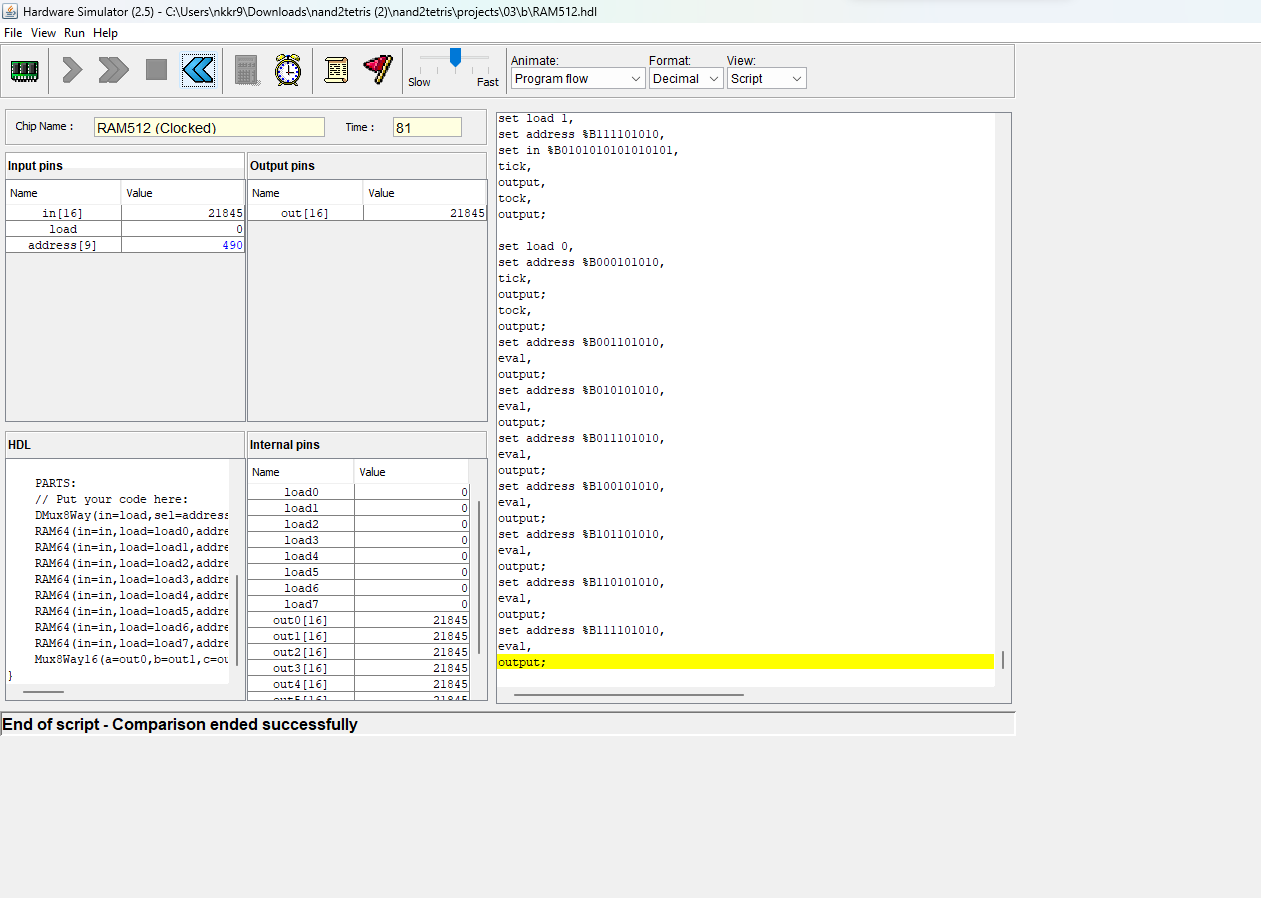 Hardware Simulator (2.5) - C:\Users\nkkr9\Downloads\nand2tetris (2)\nand2tetris\projects\03\b\RAM512.hdl
File View Run Help
Slow Fast
Animate: Format: View:
Program flow Decimal Script
Chip Name : RAM512 (Clocked) Time : 81
Input pins
Name Value
in[16] 21845
load 0
address[9] 490
Output pins
Name Value
out[16] 21845
HDL
PARTS:
// Put your code here:
DMux8Way(in=load,sel=address
RAM64(in=in,load=load0,addre
RAM64(in=in,load=load1,addre
RAM64(in=in,load=load2,addre
RAM64(in=in,load=load3,addre
RAM64(in=in,load=load4,addre
RAM64(in=in,load=load5,addre
RAM64(in=in,load=load6,addre
RAM64(in=in,load=load7,addre
Mux8Way16(a=out0,b=out1,c=ou
}
Internal pins
Name Value
load0 0
load1 0
load2 0
load3 0
load4 0
load5 0
load6 0
load7 0
out0[16] 21845
out1[16] 21845
out2[16] 21845
out3[16] 21845
out4[16] 21845
out5[16] 21845
set load 1,
set address %B111101010,
set in %B0101010101010101,
tick,
output,
tock,
output;
set load 0,
set address %B000101010,
tick,
output;
tock,
output;
set address %B001101010,
eval,
output;
set address %B010101010,
eval,
output;
set address %B011101010,
eval,
output;
set address %B100101010,
eval,
output;
set address %B101101010,
eval,
output;
set address %B110101010,
eval,
output;
set address %B111101010,
eval,
output;
End of script - Comparison ended successfully